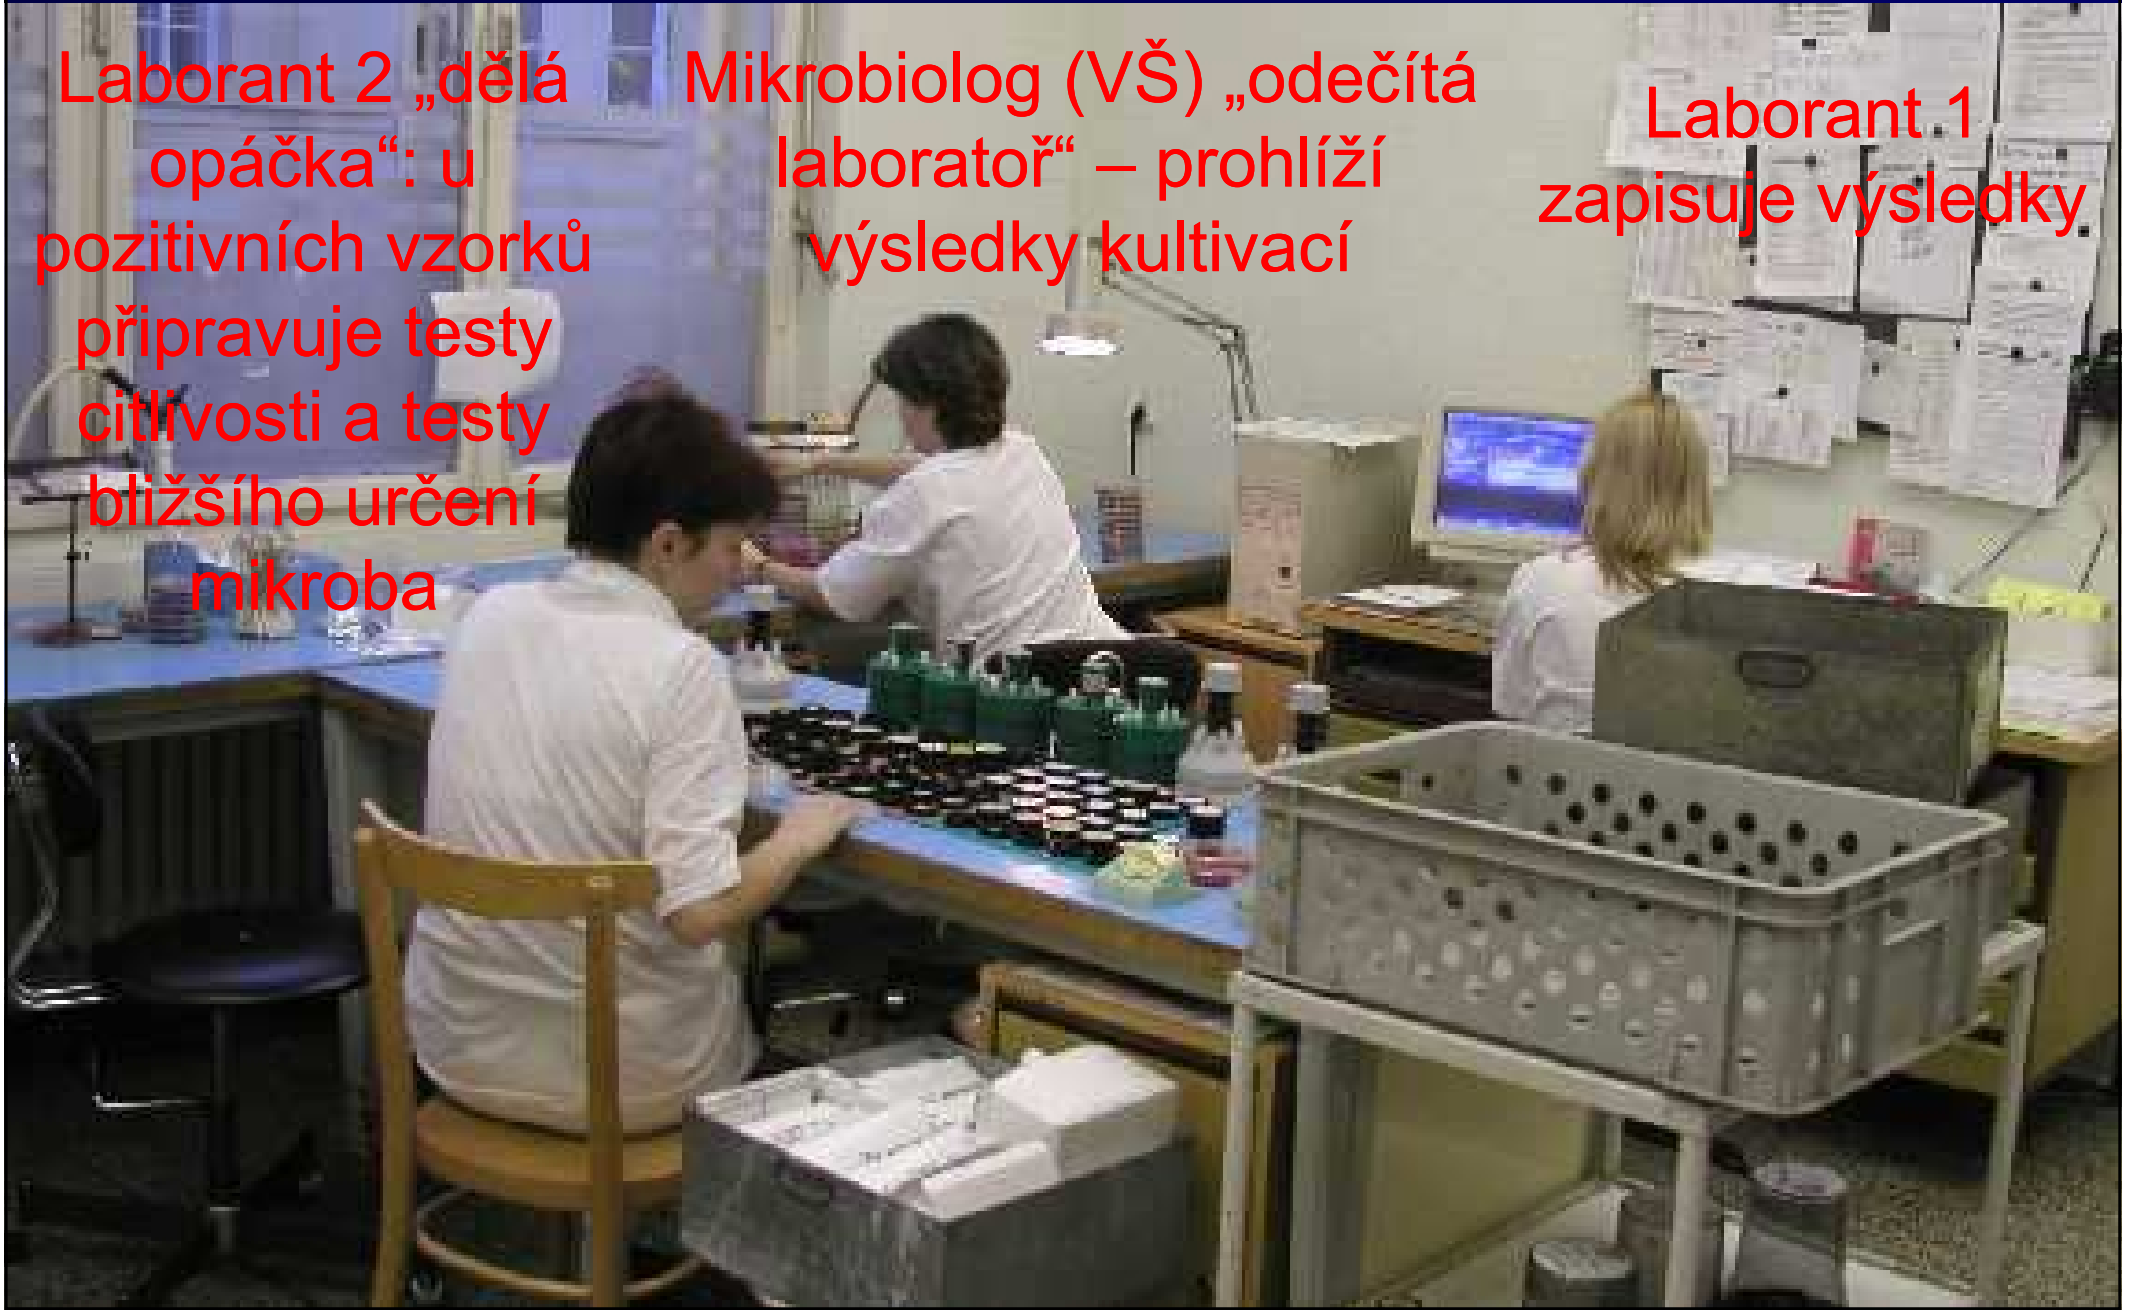 Laborant 2 „dělá
opáčka“: u
pozitivních vzorků
připravuje testy
citlivosti a testy
bližšího určení
mikroba
Mikrobiolog (VŠ) „odečítá
laboratoř“ – prohlíží
výsledky kultivací
Laborant 1
zapisuje výsledky